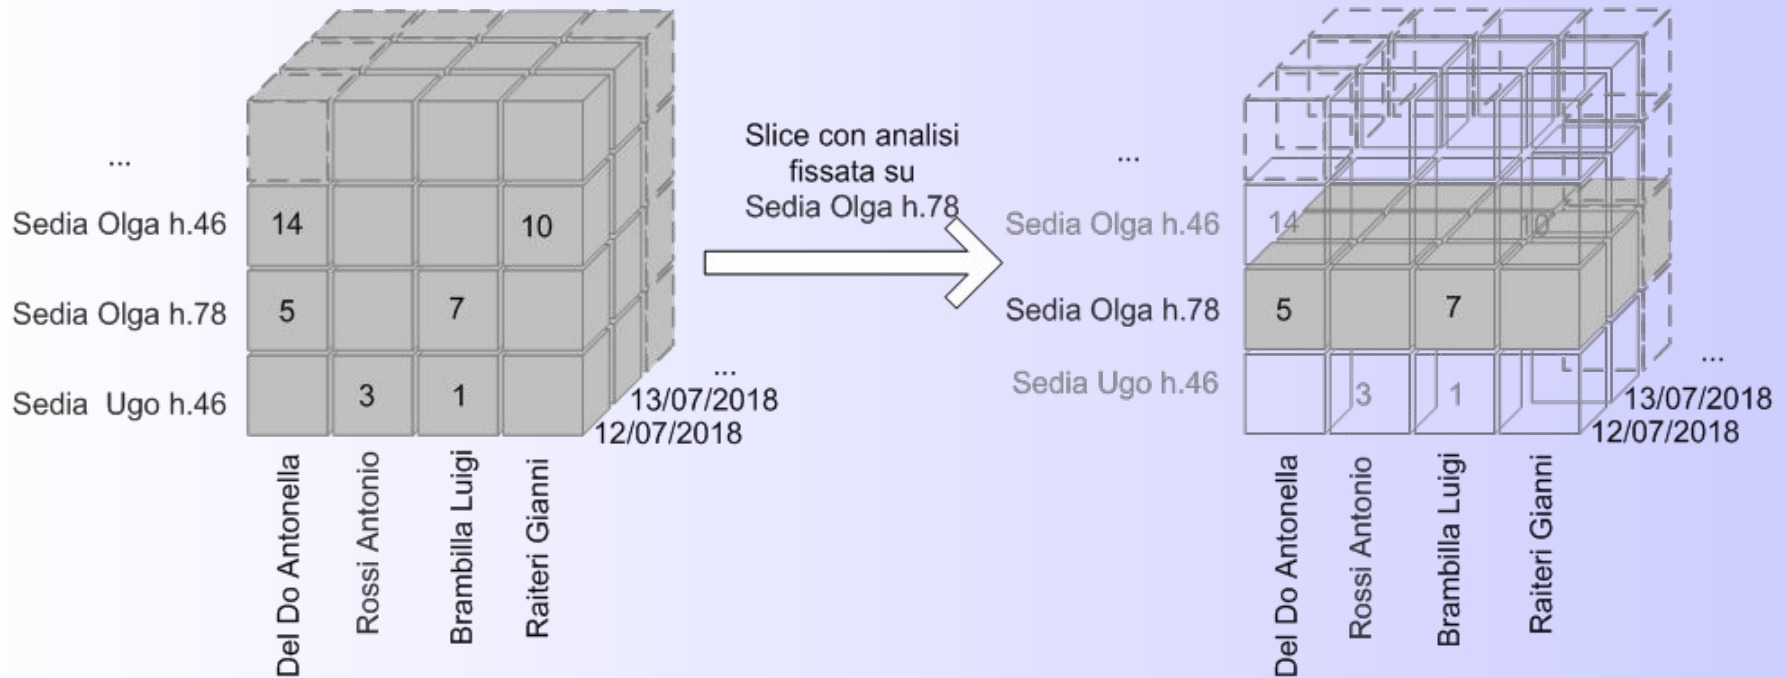 ...
Sedia Olga h.46
14
10
Sedia Olga h.78
5
7
Sedia Ugo h.46
3
1
...
13/07/2018
12/07/2018
Del Do Antonella
Rossi Antonio
Brambilla Luigi
Raiteri Gianni
Slice con analisi
fissata su
Sedia Olga h.78
...
Sedia Olga h.46
14
10
Sedia Olga h.78
5
7
Sedia Ugo h.46
3
1
...
13/07/2018
12/07/2018
Del Do Antonella
Rossi Antonio
Brambilla Luigi
Raiteri Gianni